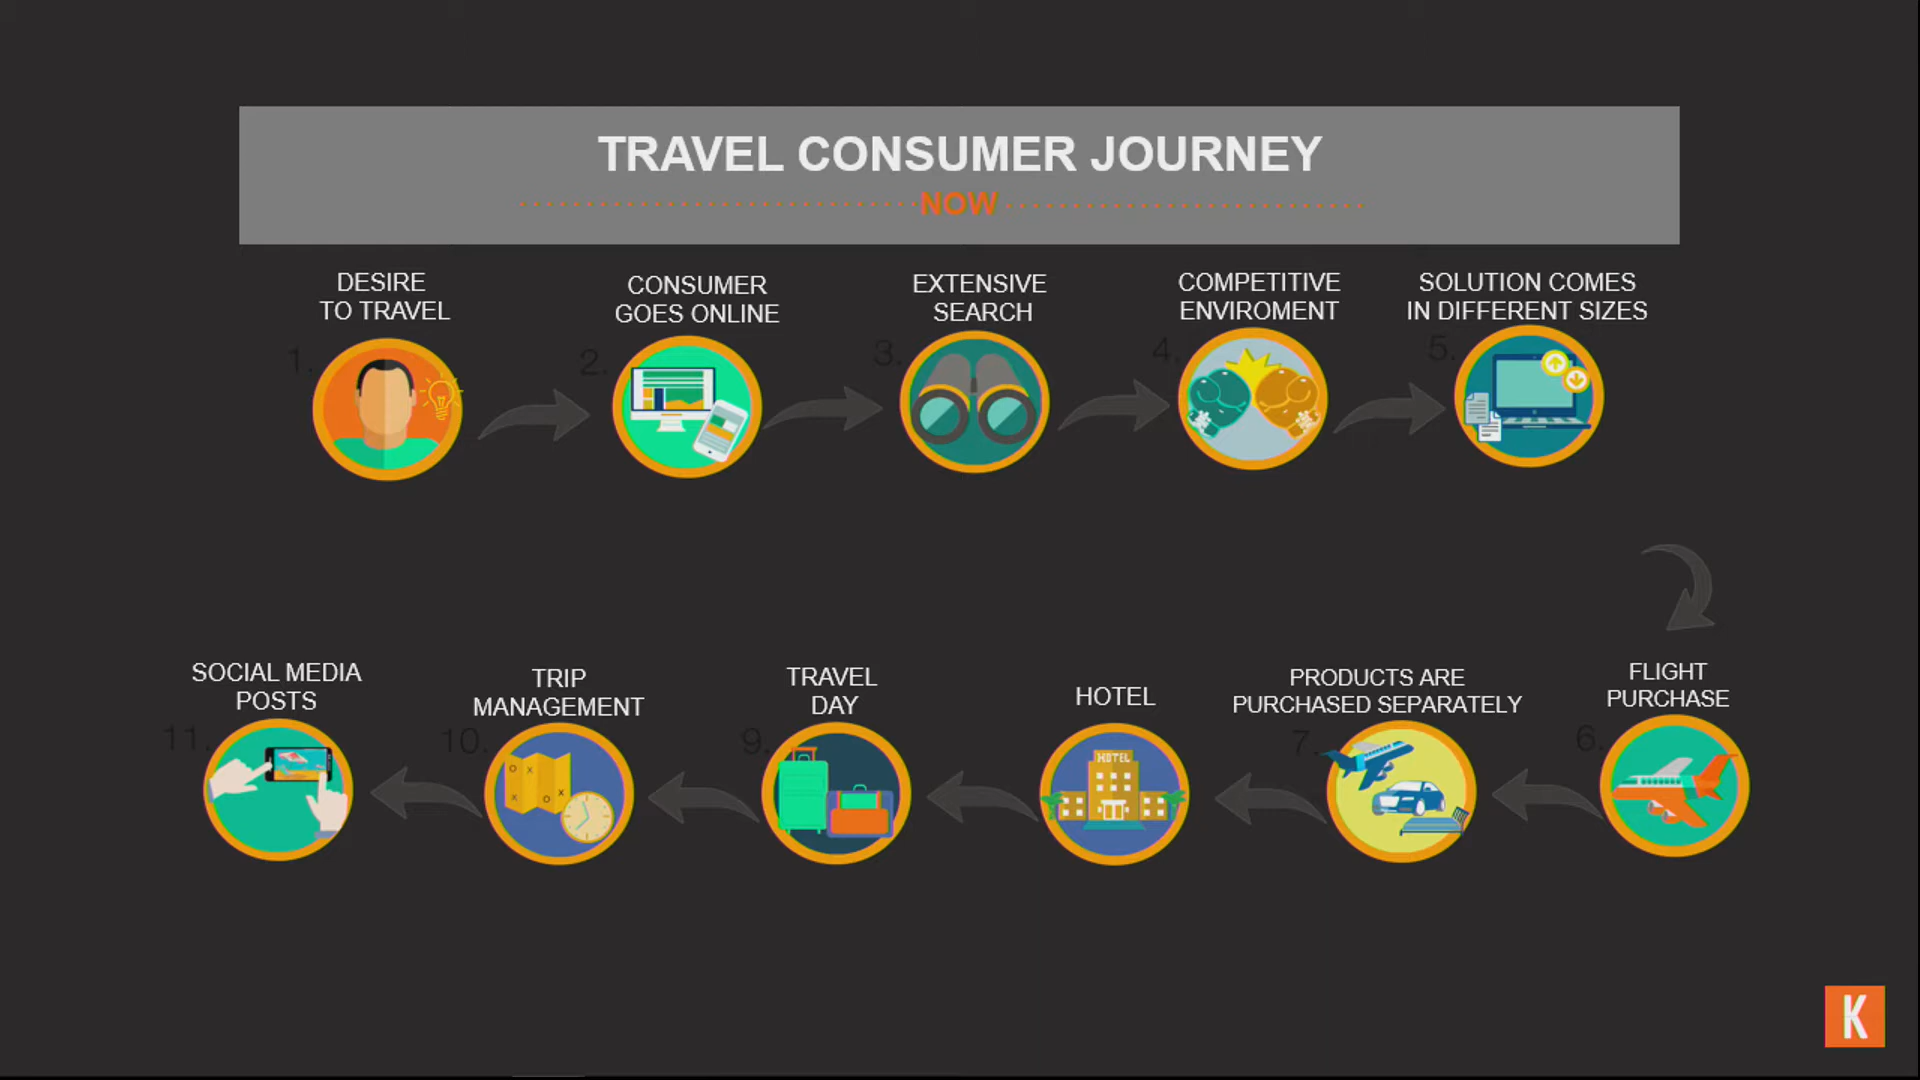 TRAVEL CONSUMER JOURNEY
NOW
DESIRE
TO TRAVEL
1.
CONSUMER
GOES ONLINE
2.
EXTENSIVE
SEARCH
3.
COMPETITIVE
ENVIROMENT
4.
SOLUTION COMES
IN DIFFERENT SIZES
5.
FLIGHT
PURCHASE
6.
PRODUCTS ARE
PURCHASED SEPARATELY
7.
HOTEL
HOTEL
TRAVEL
DAY
9.
TRIP
MANAGEMENT
10.
SOCIAL MEDIA
POSTS
11.
K